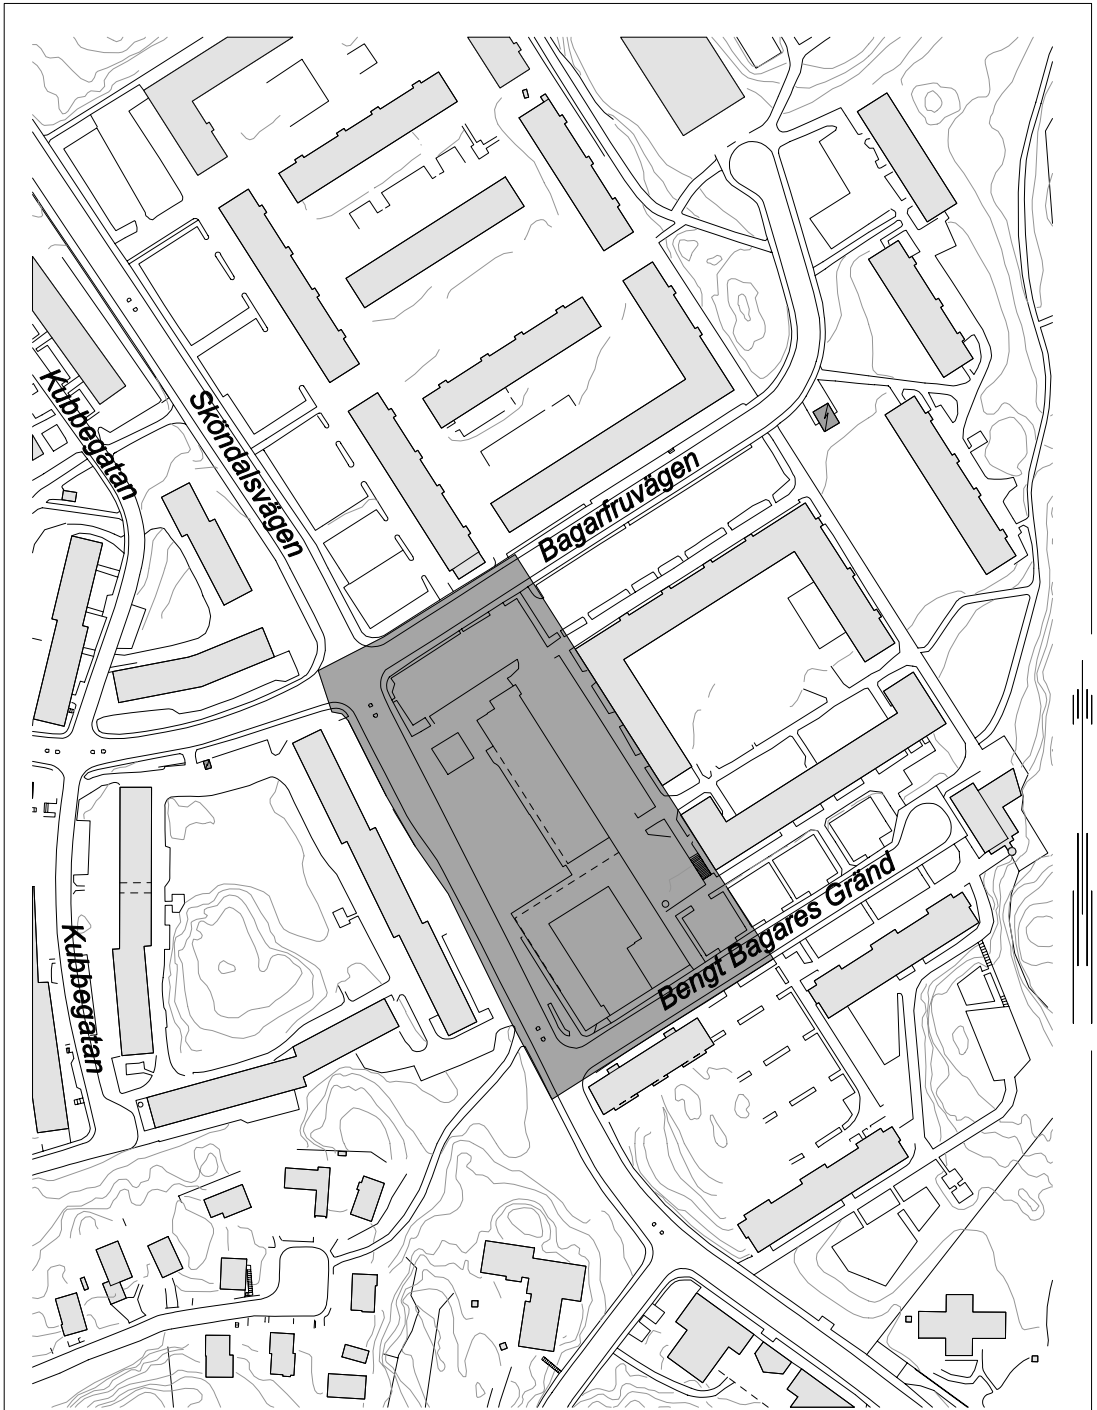 Kubbegatan
Sköndalsvägen
Bagarfruvägen
Bengt Bagares Gränd
Kubbegatan